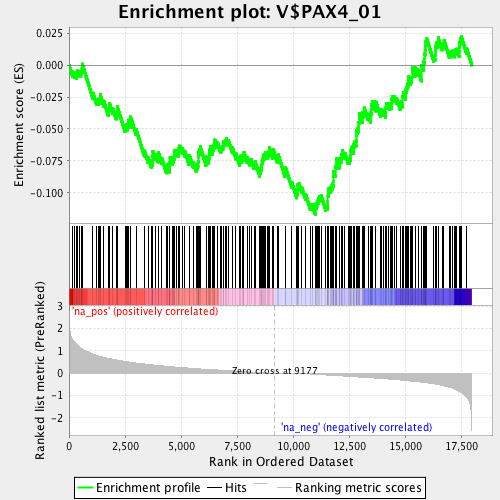 Enrichment plot: V$PAX4_01
Enrichment score (ES)
0.025
0.000
-0.025
-0.050
-0.075
-0.100
'na_pos' (positively correlated)
Ranked list metric (PreRanked)
3
2
1
0
-1
-2
Zero cross at 9177
'na_neg' (negatively correlated)
0
2,500
5,000
7,500
10,000
12,500
15,000
17,500
Rank in Ordered Dataset
Enrichment profile
Hits
Ranking metric scores